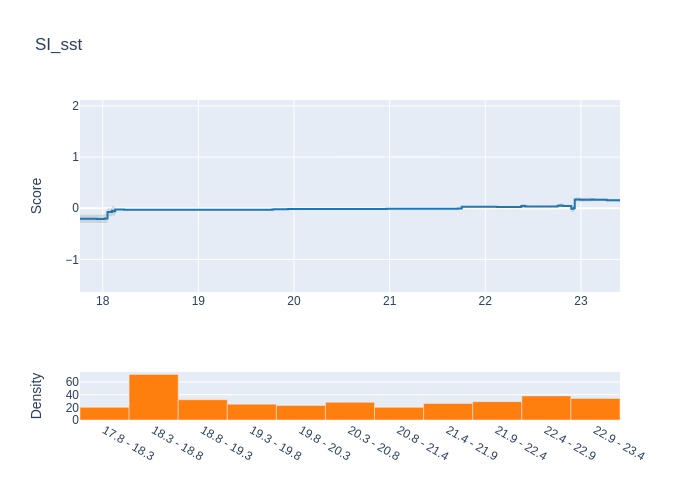 SI_sst
Score
2
1
0
−1
18 19 20 21 22 23
Density
60
40
20
0
17.8 - 18.3
18.3 - 18.8
18.8 - 19.3
19.3 - 19.8
19.8 - 20.3
20.3 - 20.8
20.8 - 21.4
21.4 - 21.9
21.9 - 22.4
22.4 - 22.9
22.9 - 23.4